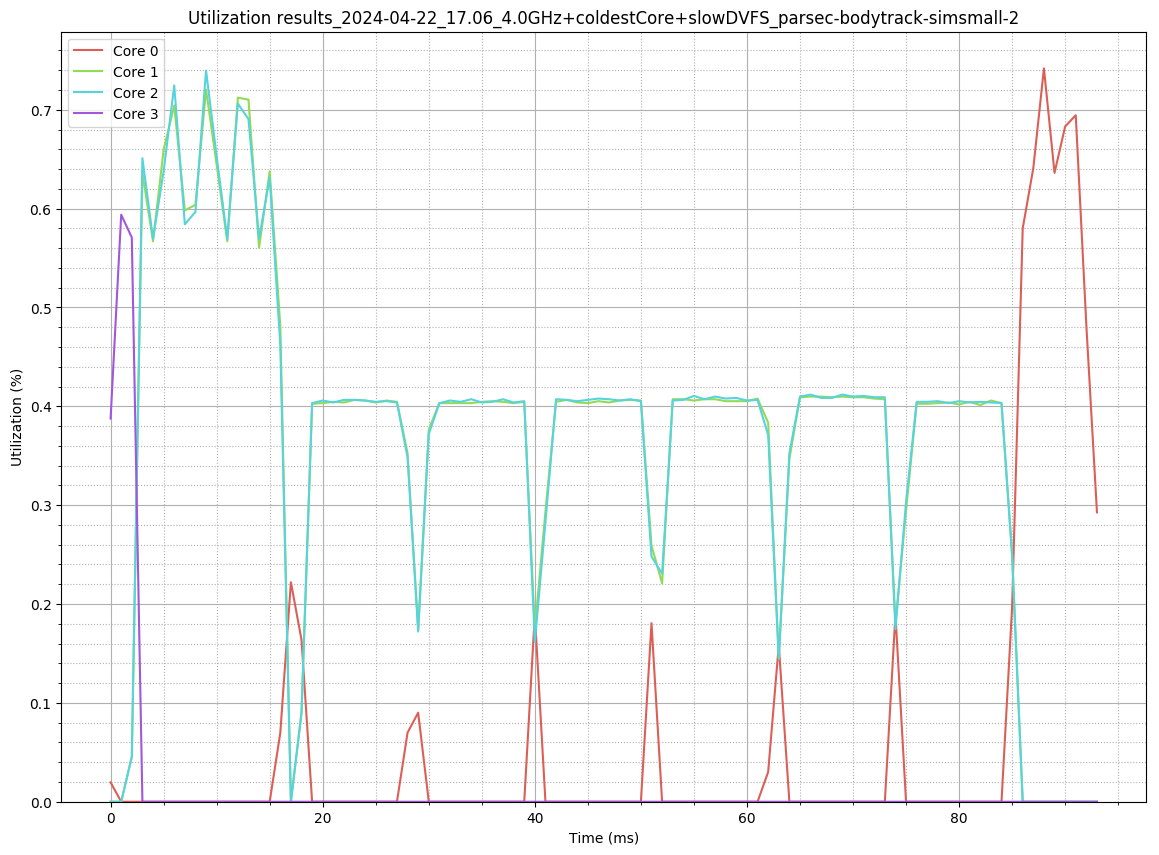 Utilization results_2024-04-22_17.06_4.0GHz+coldestCore+slowDVFS_parsec-bodytrack-simsmall-2
Core 0
Core 1
Core 2
Core 3
0.7
0.6
0.5
0.4
0.3
0.2
0.1
0.0
Utilization (%)
0 20 40 60 80
Time (ms)